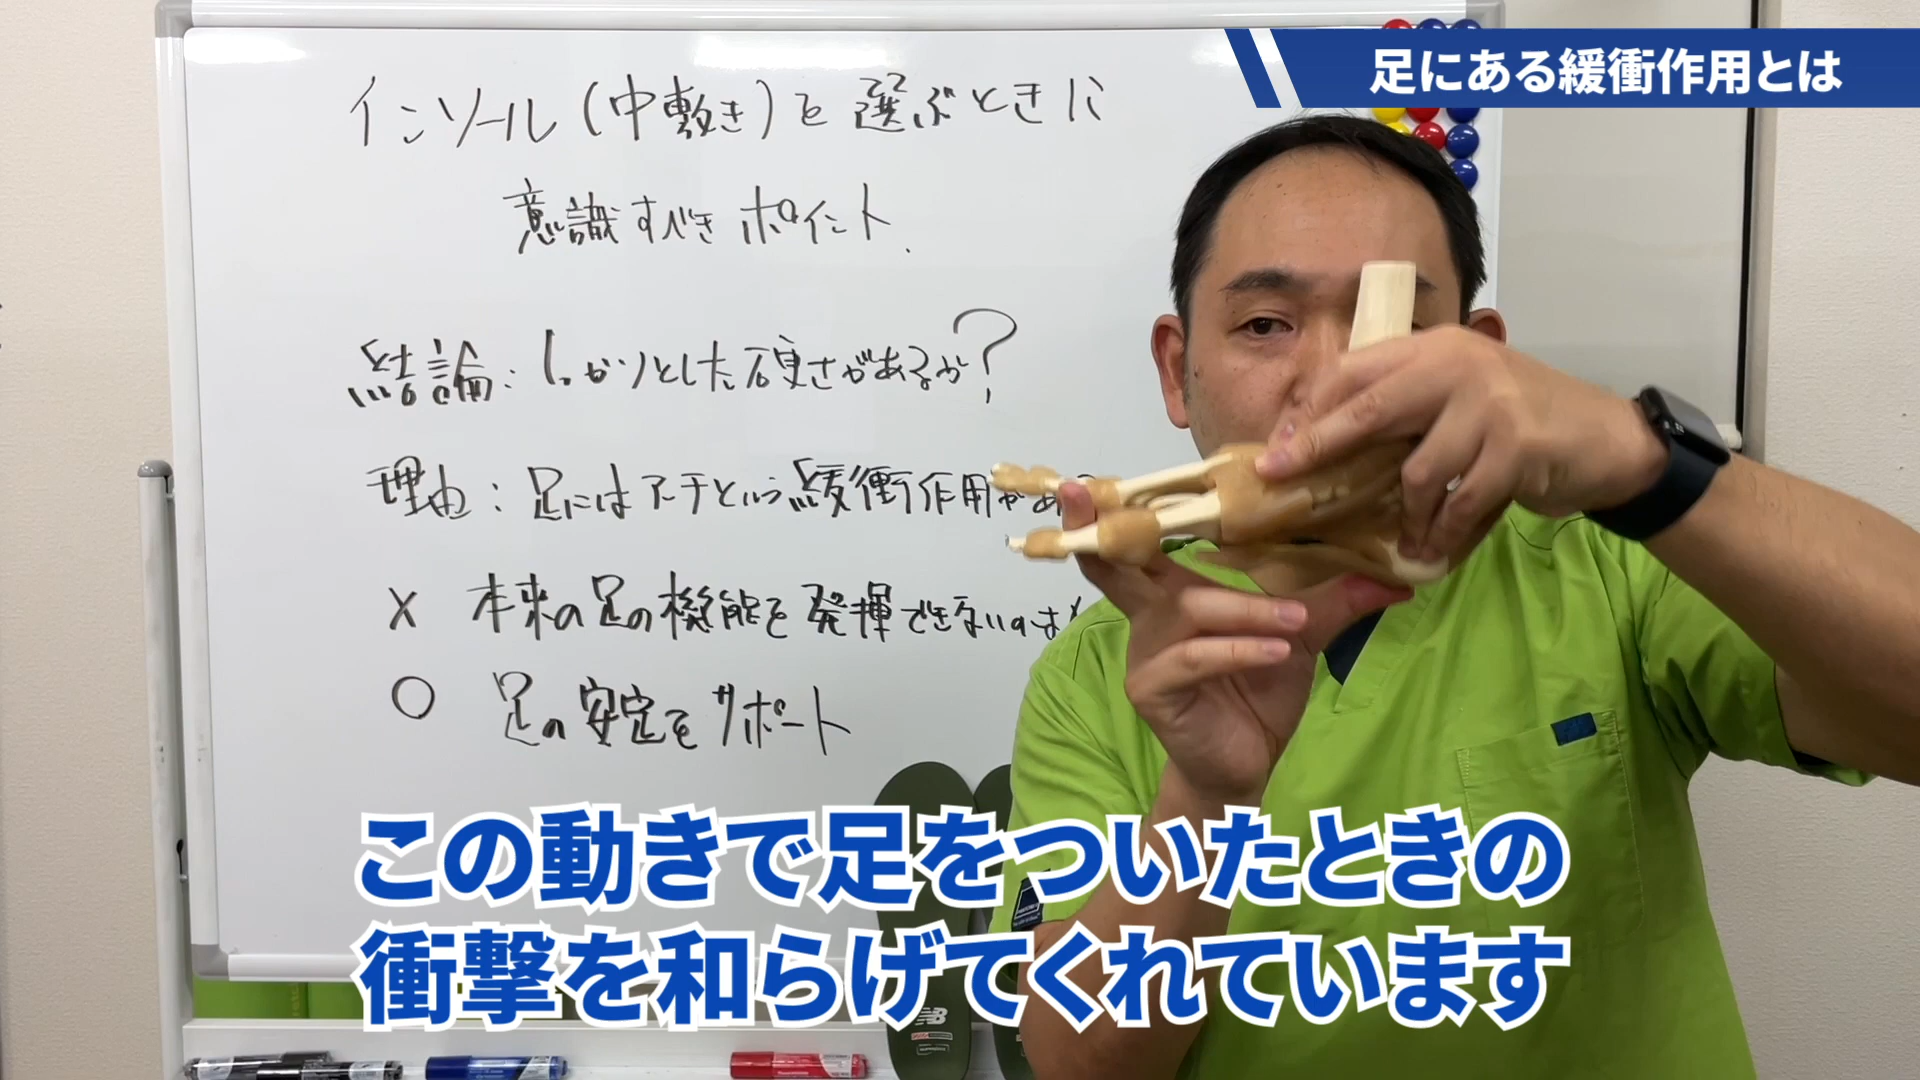 足にある緩衝作用とは
インソール(中敷き)を選ぶときに
意識すべきポイント.
結論:しっかりとした硬さがあるか?
理由:足にはアーチという緩衝作用があ
× 本来の足の機能を発揮できないのは
○ 足の安定をサポート
この動きで足をついたときの
衝撃を和らげてくれています
NB